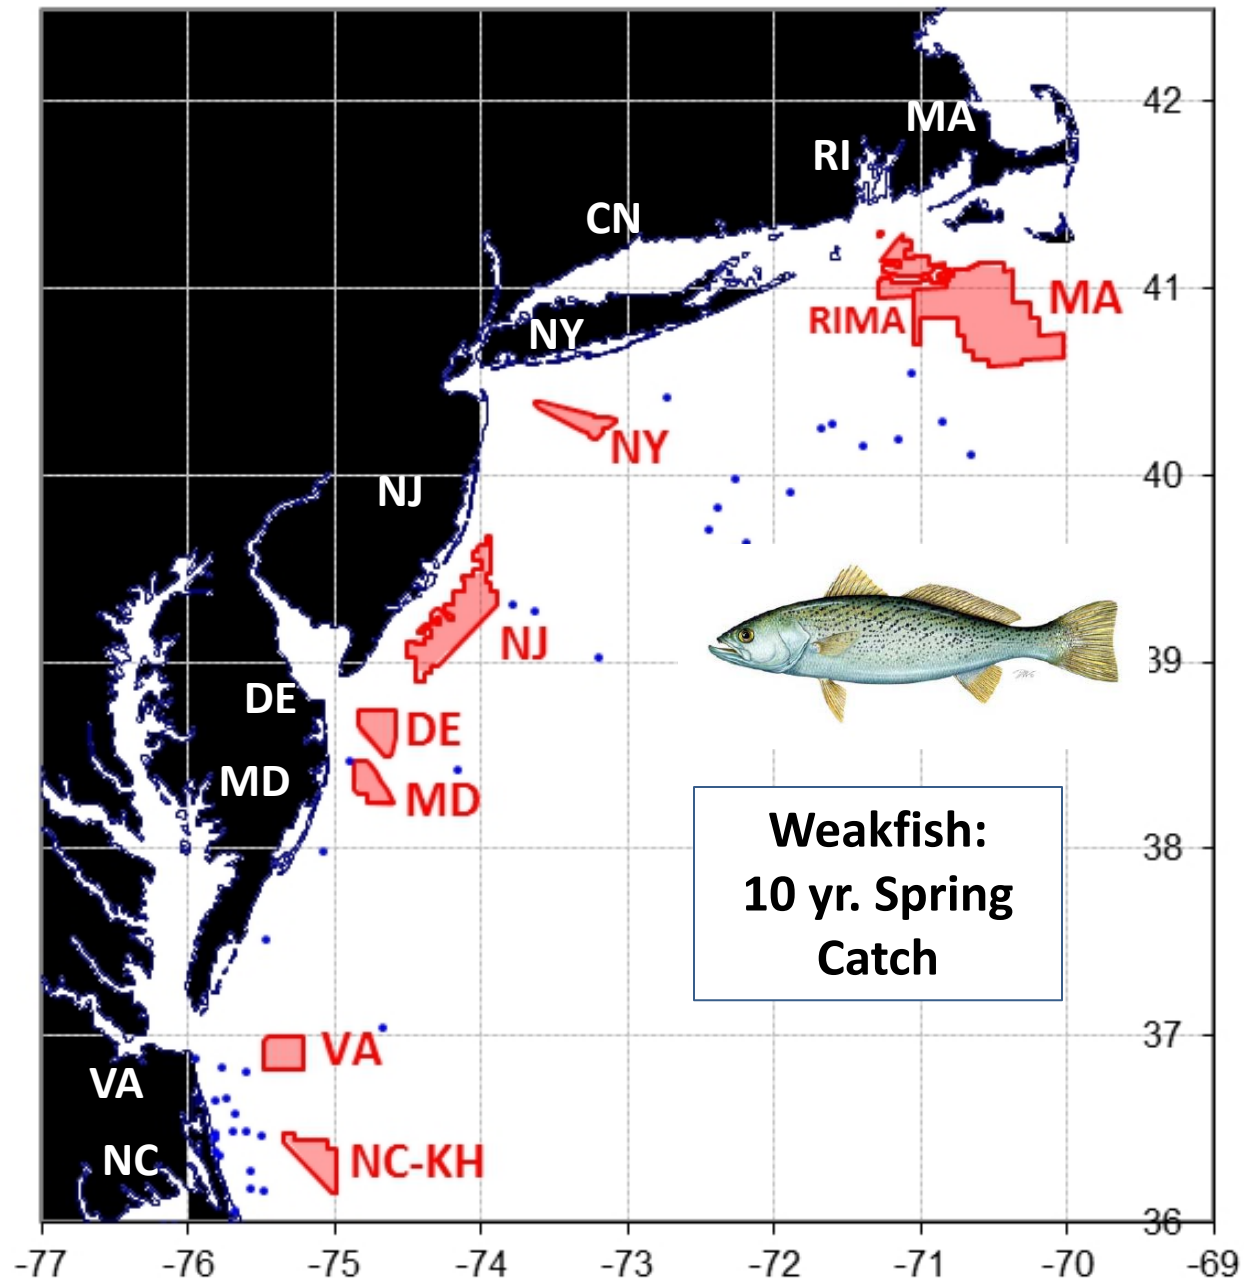 MA
42
RI
CN
RIMA
MA
41
NY
NY
40
NJ
NJ
39
DE
DE
MD
MD
Weakfish:
10 yr. Spring
Catch
38
VA
37
VA
NC
NC-KH
36
-77
-76
-75
-74
-73
-72
-71
-70
-69